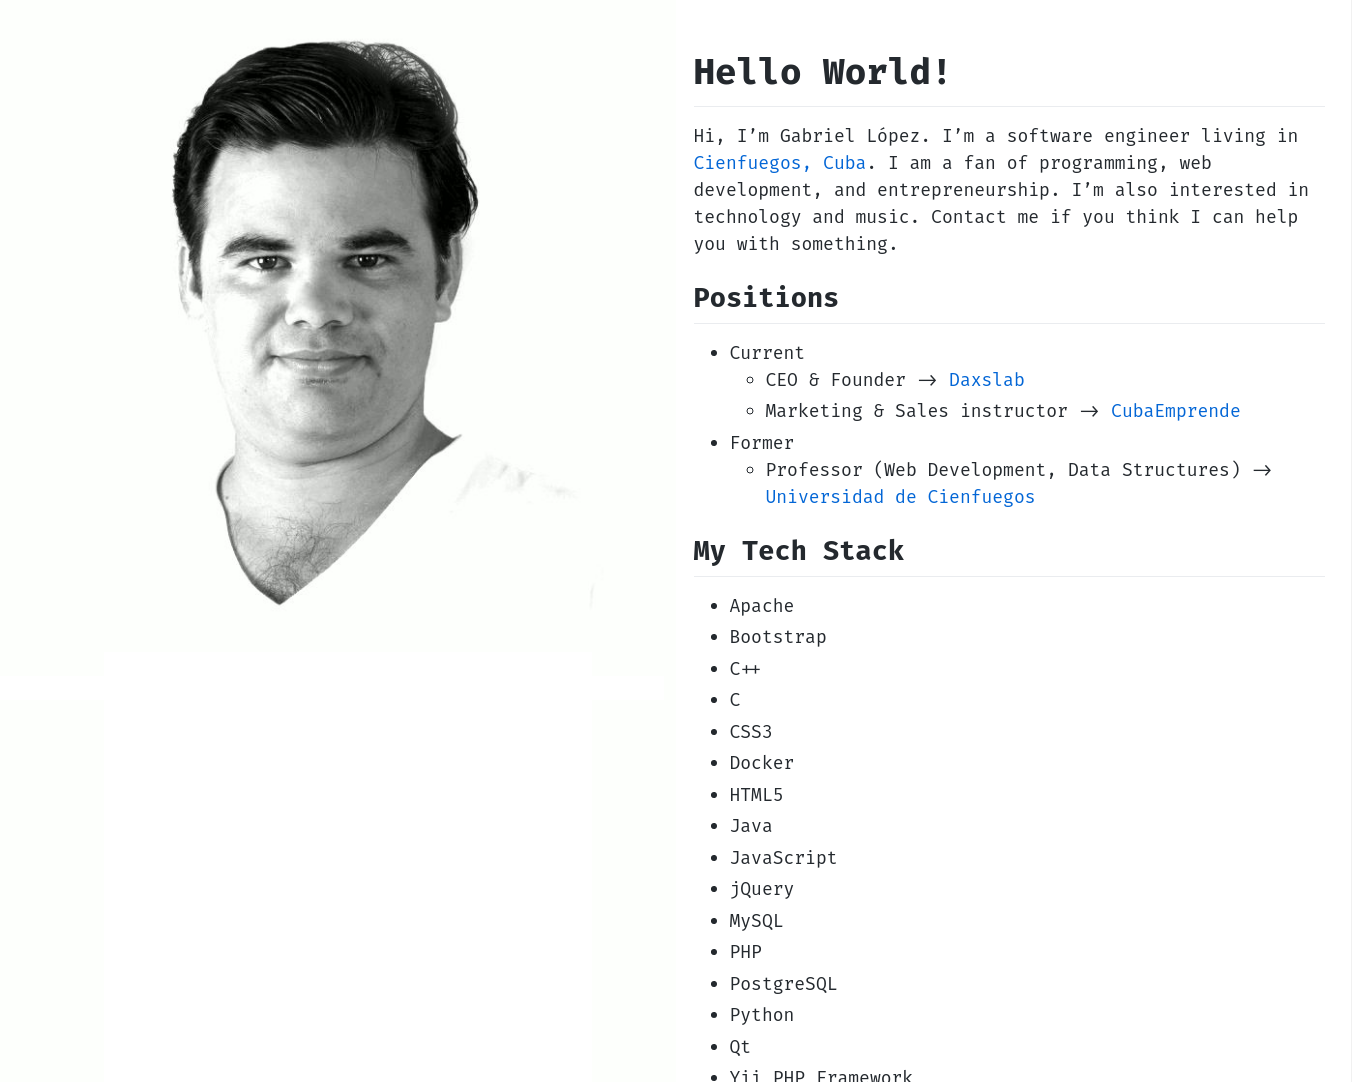 Hello World!
Hi, I’m Gabriel López. I’m a software engineer living in
Cienfuegos, Cuba. I am a fan of programming, web
development, and entrepreneurship. I’m also interested in
technology and music. Contact me if you think I can help
you with something.
Positions
Current
CEO & Founder → Daxslab
Marketing & Sales instructor → CubaEmprende
Former
Professor (Web Development, Data Structures) →
Universidad de Cienfuegos
My Tech Stack
Apache
Bootstrap
C++
C
CSS3
Docker
HTML5
Java
JavaScript
jQuery
MySQL
PHP
PostgreSQL
Python
Qt
Yii PHP Framework